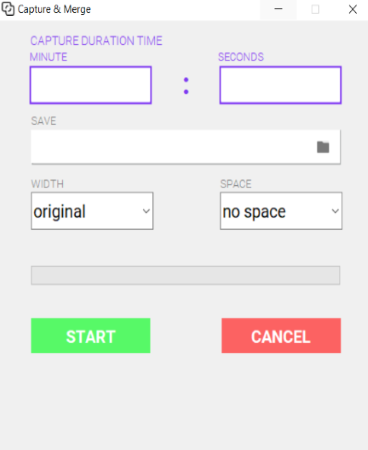 Capture & Merge
CAPTURE DURATION TIME
MINUTE SECONDS
:
SAVE
WIDTH SPACE
original no space
START CANCEL